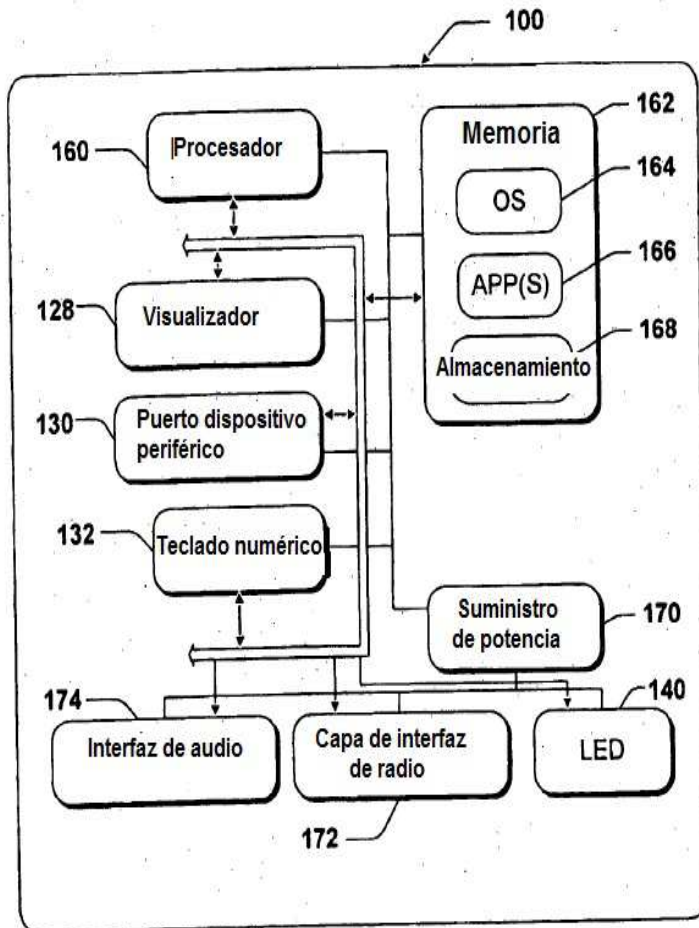 100
160
Procesador
Memoria
162
OS
164
APP(S)
166
Almacenamiento
168
128
Visualizador
130
Puerto dispositivo
periférico
132
Teclado numérico
Suministro
de potencia
170
174
Interfaz de audio
Capa de interfaz
de radio
172
140
LED